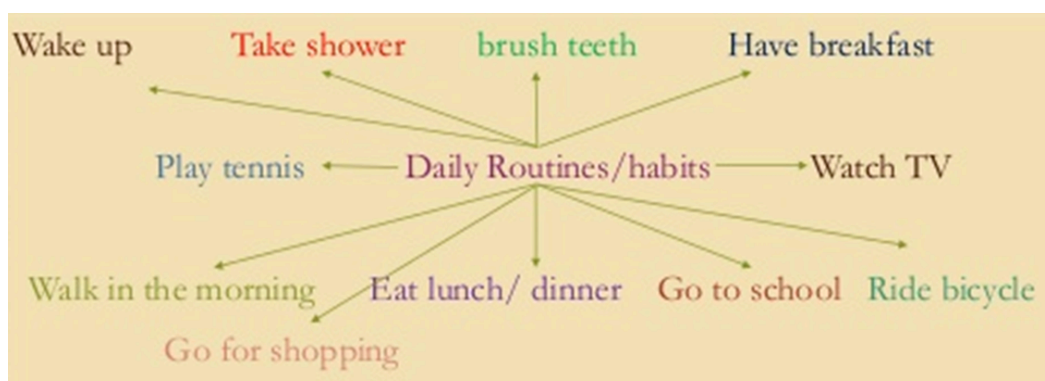 Wake up
Take shower
brush teeth
Have breakfast
Play tennis
Daily Routines/habits
Watch TV
Walk in the morning
Eat lunch/ dinner
Go to school
Ride bicycle
Go for shopping